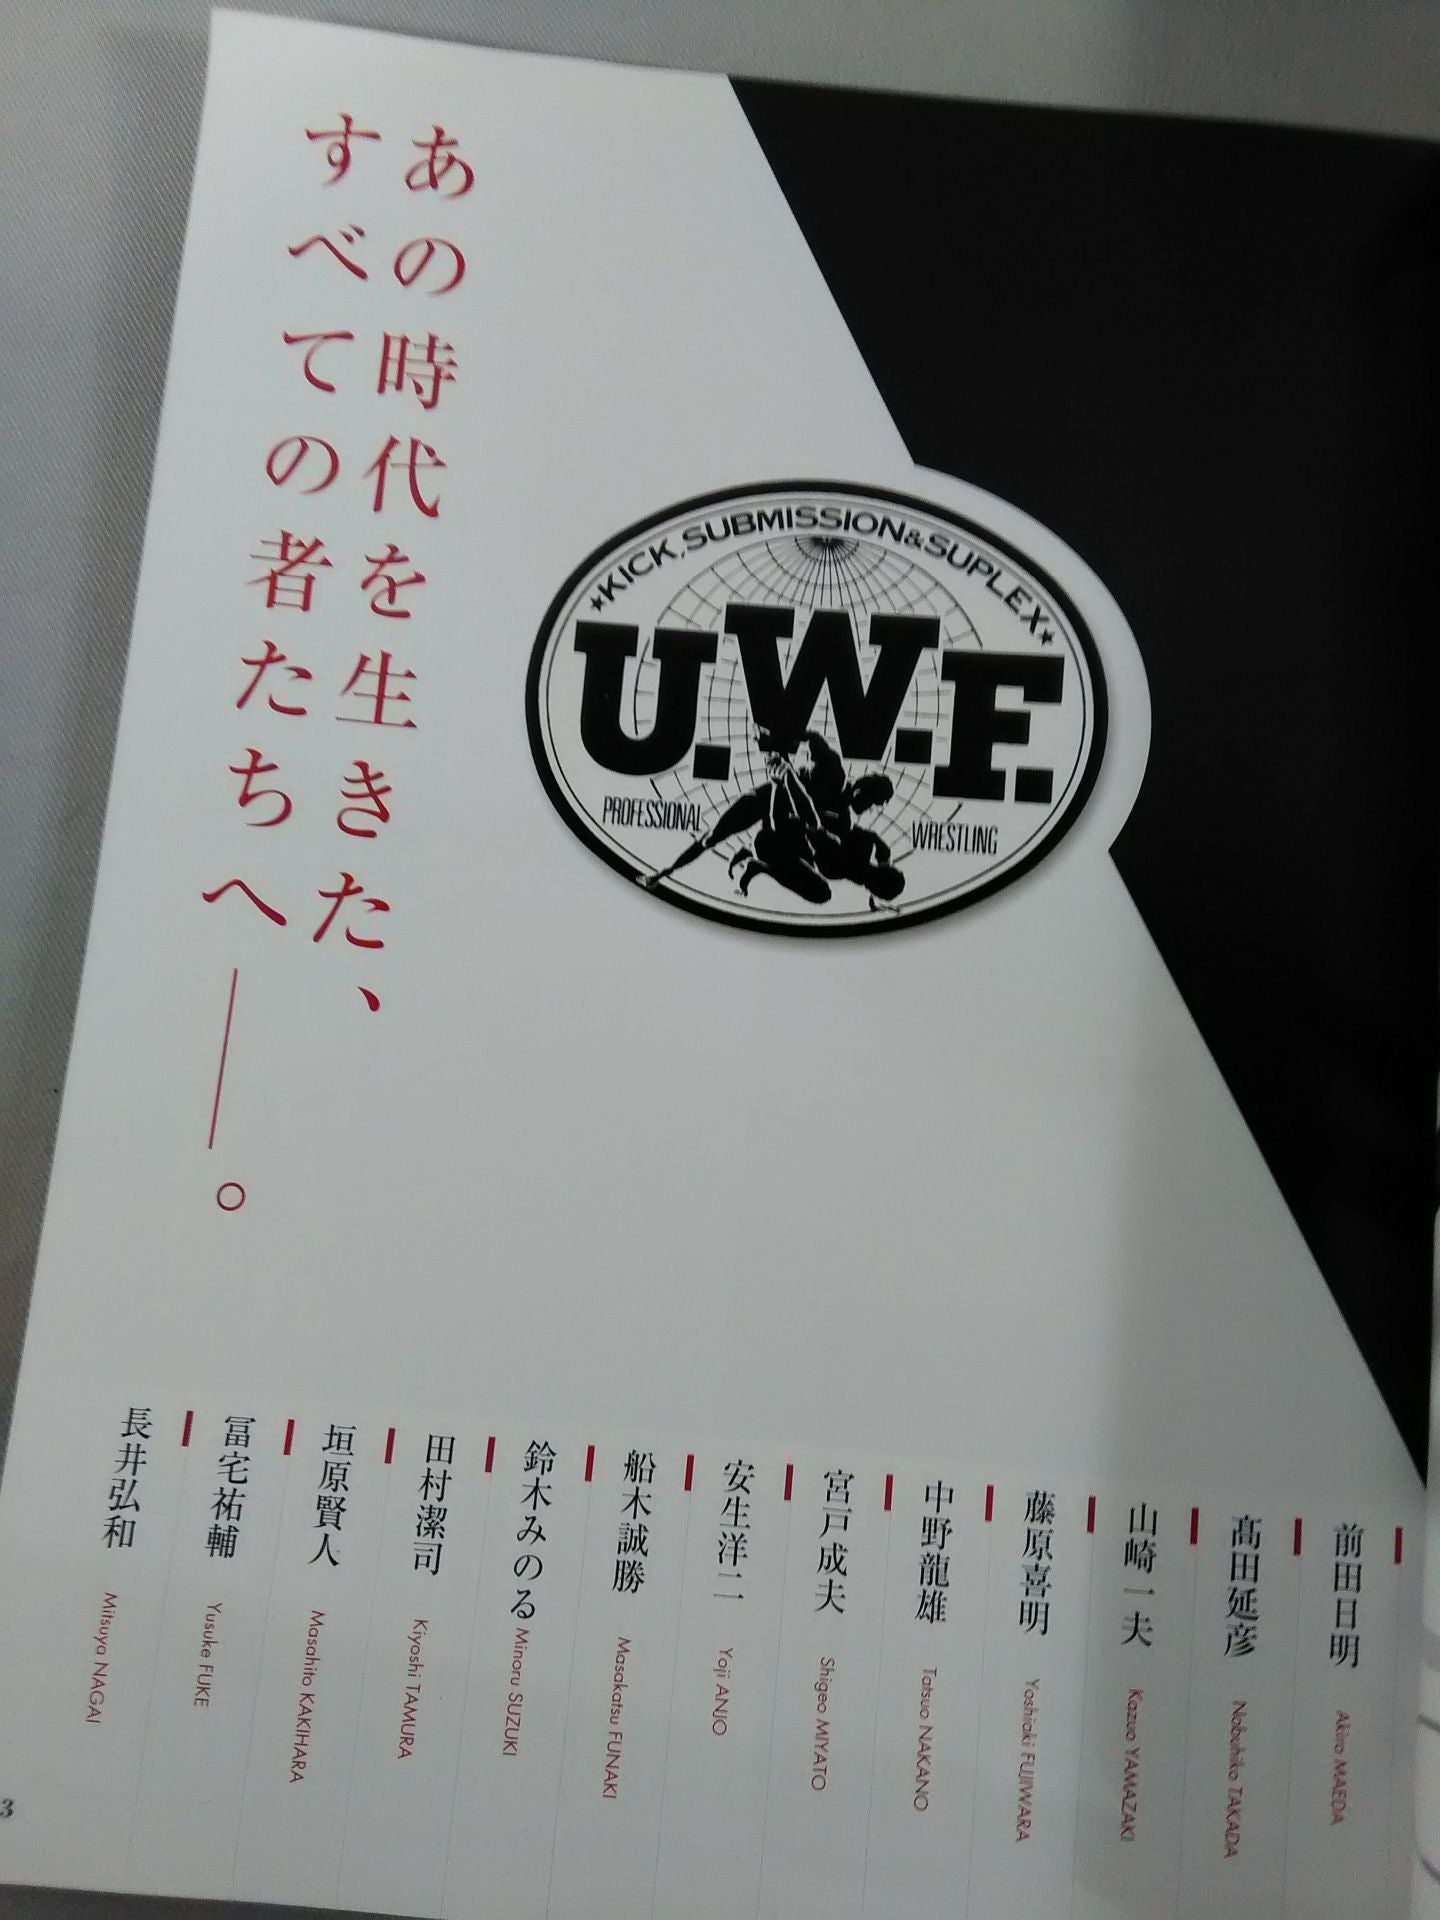 あの時代を生きた、
すべての者たちへ——。
★KICK, SUBMISSION & SUPLEX★
U.W.F.
PROFESSIONAL WRESTLING
前田日明 Akira MAEDA
髙田延彦 Nobuhiko TAKADA
山崎一夫 Kazuo YAMAZAKI
藤原喜明 Yoshiaki FUJIWARA
中野龍雄 Tatsuo NAKANO
宮戸成夫 Shigeo MIYATO
安生洋二 Yoji ANJO
船木誠勝 Masakatsu FUNAKI
鈴木みのる Minoru SUZUKI
田村潔司 Kiyoshi TAMURA
垣原賢人 Masahito KAKIHARA
冨宅祐輔 Yusuke FUKE
長井弘和 Mitsuya NAGAI
3